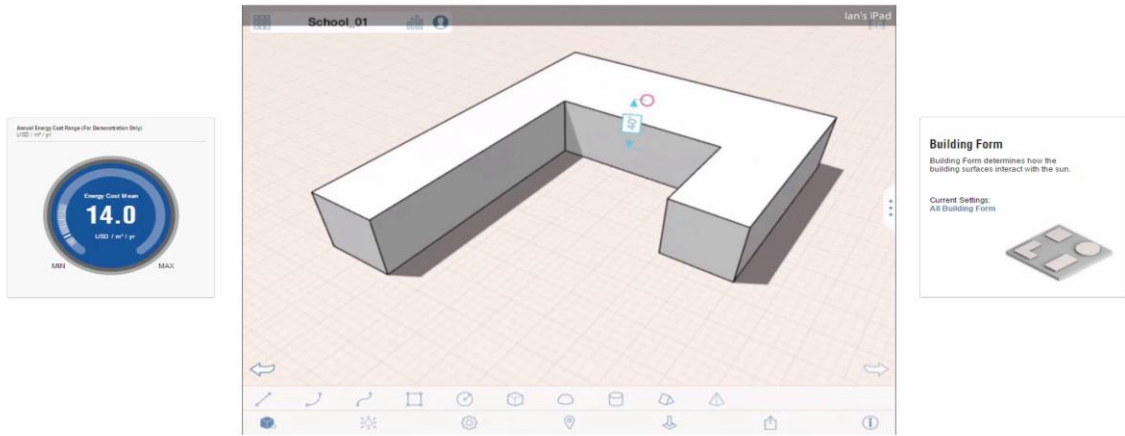 Ian's iPad
School_01
Annual Energy Cost Range (For Demonstration Only)
USD / m² / yr
Energy Cost Mean
14.0
USD / m² / yr
MIN
MAX
40'
Building Form
Building Form determines how the
building surfaces interact with the sun.
Current Settings:
All Building Form